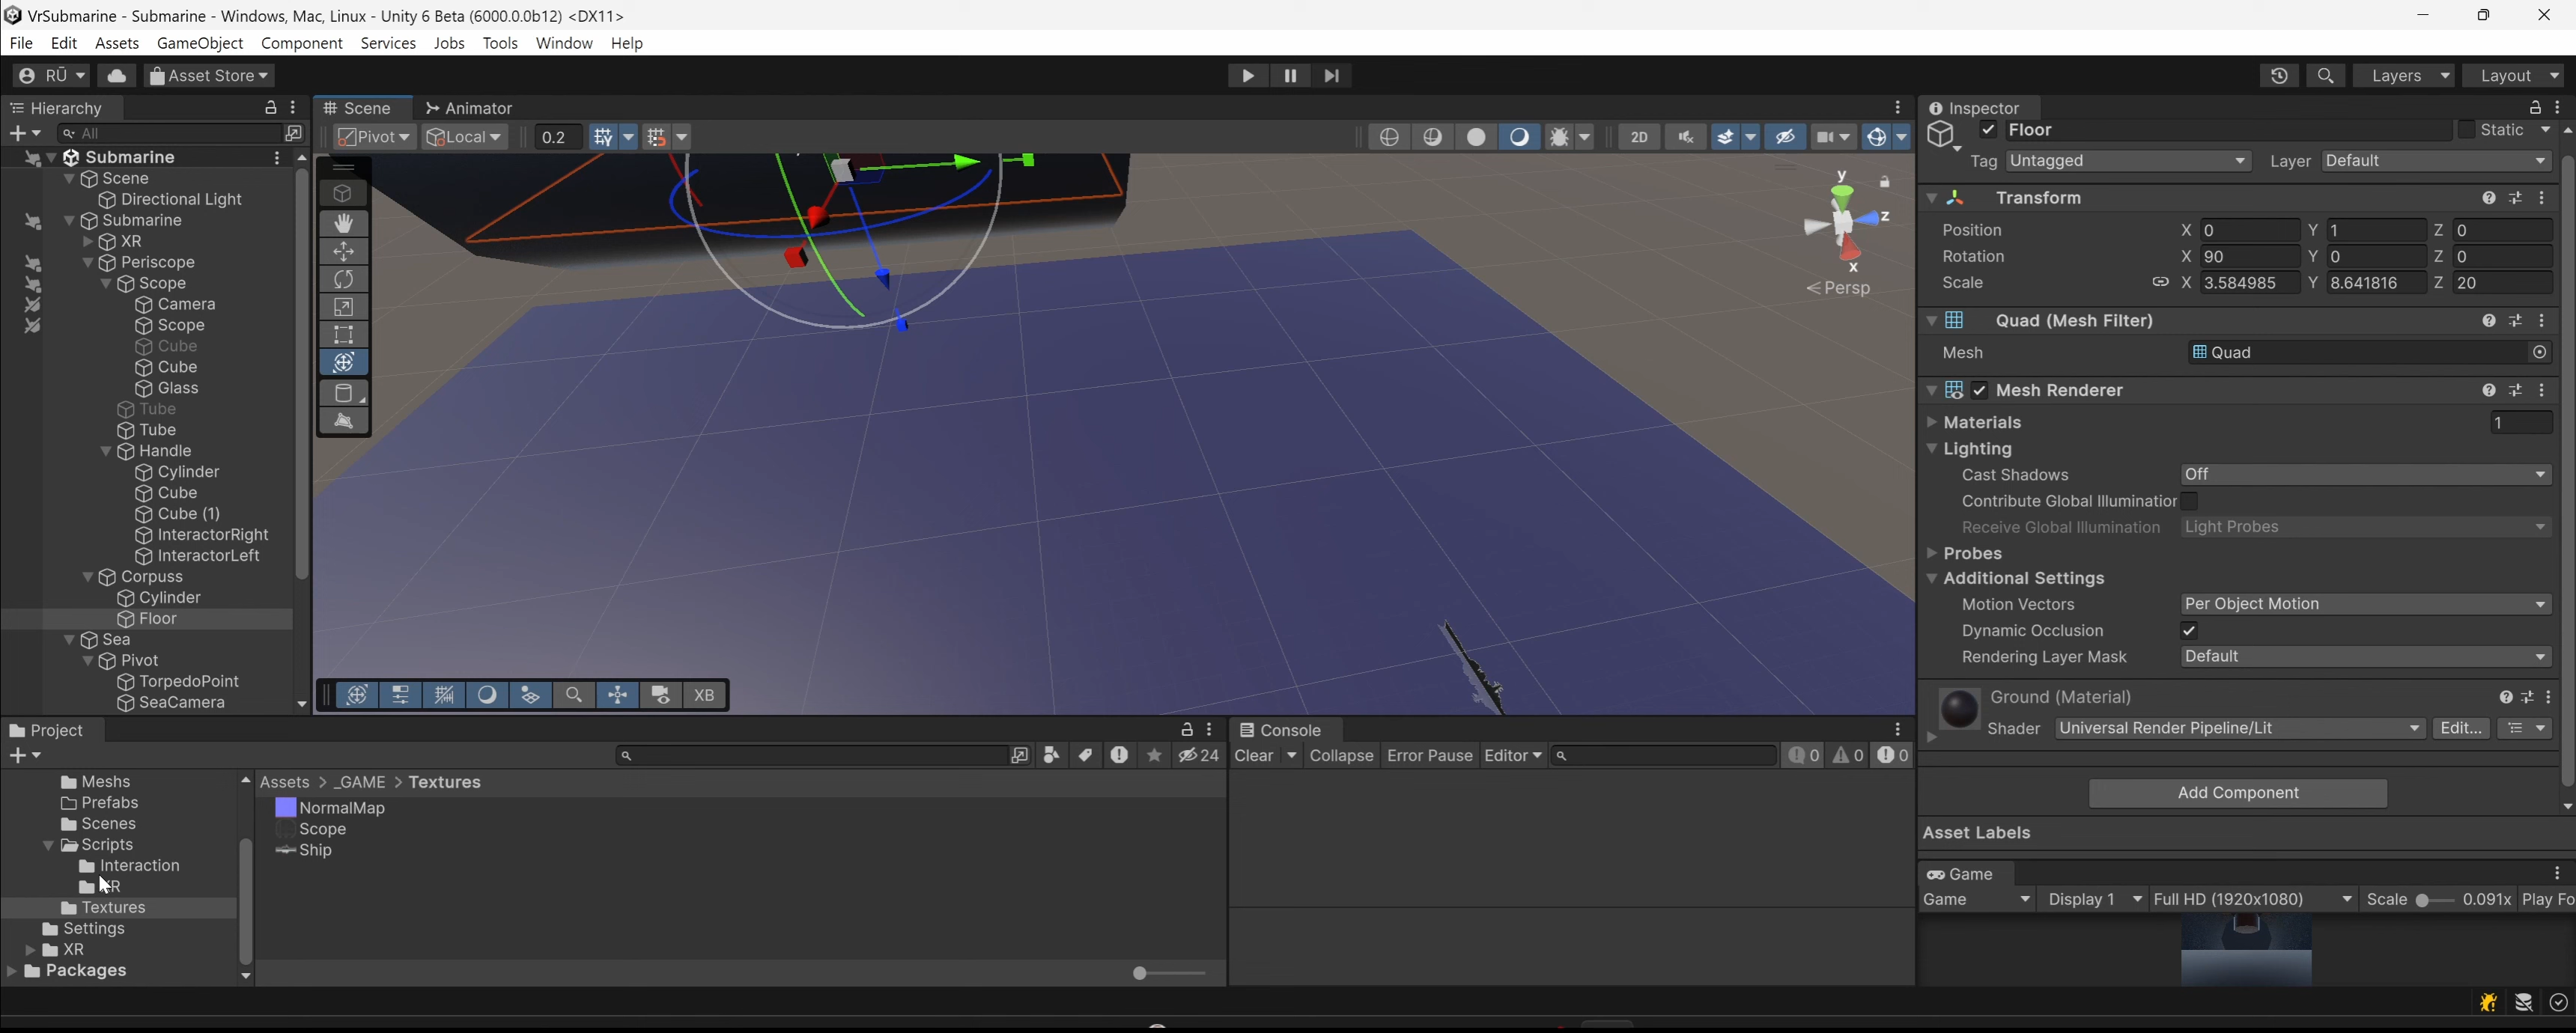 VrSubmarine - Submarine - Windows, Mac, Linux - Unity 6 Beta (6000.0.0b12) <DX11>
File Edit Assets GameObject Component Services Jobs Tools Window Help
RŪ Asset Store Layers Layout
Hierarchy
All
Submarine
Scene
Directional Light
Submarine
XR
Periscope
Scope
Camera
Scope
Cube
Cube
Glass
Tube
Tube
Handle
Cylinder
Cube
Cube (1)
InteractorRight
InteractorLeft
Corpuss
Cylinder
Floor
Sea
Pivot
TorpedoPoint
SeaCamera
Scene Animator
Pivot Local 0.2 2D
y
z
x
Persp
XB
Inspector
Floor Static
Tag Untagged Layer Default
Transform
Position X 0 Y 1 Z 0
Rotation X 90 Y 0 Z 0
Scale X 3.584985 Y 8.641816 Z 20
Quad (Mesh Filter)
Mesh Quad
Mesh Renderer
Materials 1
Lighting
Cast Shadows Off
Contribute Global Illumination
Receive Global Illumination Light Probes
Probes
Additional Settings
Motion Vectors Per Object Motion
Dynamic Occlusion
Rendering Layer Mask Default
Ground (Material)
Shader Universal Render Pipeline/Lit Edit...
Add Component
Asset Labels
Game
Game Display 1 Full HD (1920x1080) Scale 0.091x Play Fo
Project
24
Meshs
Prefabs
Scenes
Scripts
Interaction
Textures
Settings
XR
Packages
Assets > _GAME > Textures
NormalMap
Scope
Ship
Console
Clear Collapse Error Pause Editor 0 0 0